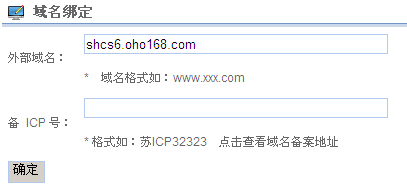 域名绑定
外部域名： shcs6.oho168.com
* 域名格式如：www.xxx.com
备 ICP 号：
* 格式如：苏ICP32323 点击查看域名备案地址
确定